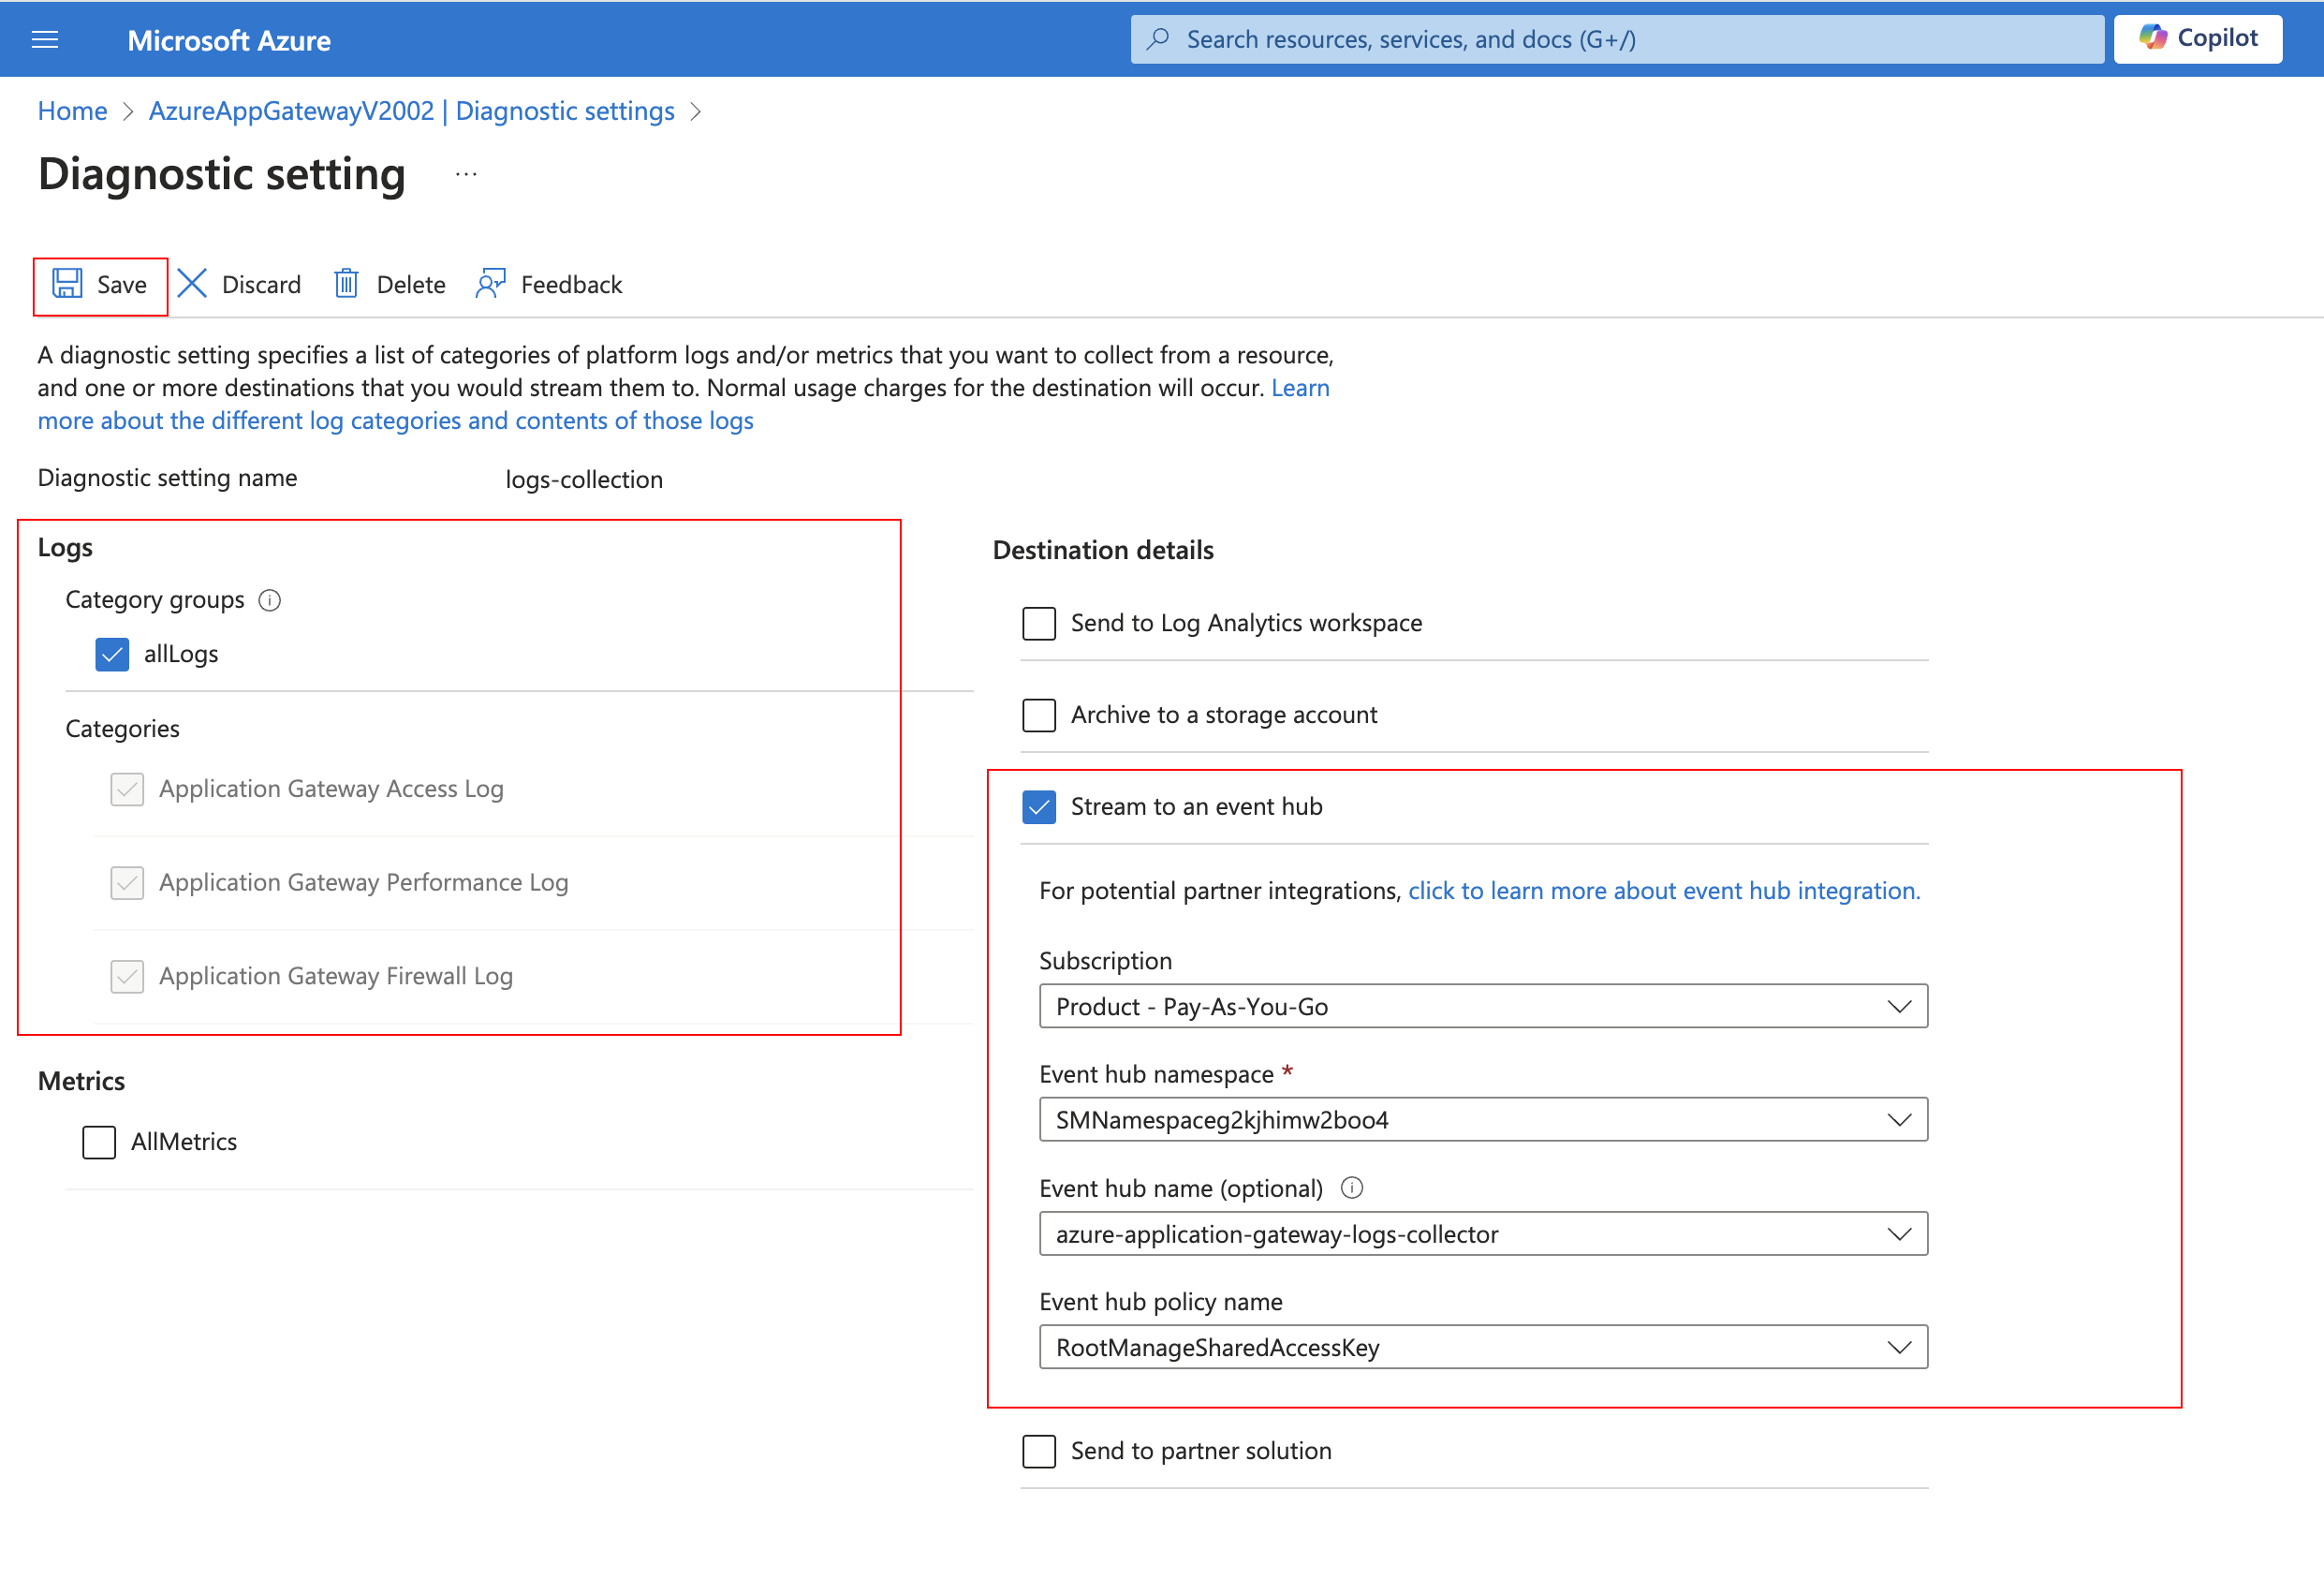 Microsoft Azure
Search resources, services, and docs (G+/)
Copilot
Home
AzureAppGatewayV2002 | Diagnostic settings
Diagnostic setting
...
Save
Discard
Delete
Feedback
A diagnostic setting specifies a list of categories of platform logs and/or metrics that you want to collect from a resource,
and one or more destinations that you would stream them to. Normal usage charges for the destination will occur. Learn
more about the different log categories and contents of those logs
Diagnostic setting name
logs-collection
Logs
Category groups
allLogs
Categories
Application Gateway Access Log
Application Gateway Performance Log
Application Gateway Firewall Log
Metrics
AllMetrics
Destination details
Send to Log Analytics workspace
Archive to a storage account
Stream to an event hub
For potential partner integrations, click to learn more about event hub integration.
Subscription
Product - Pay-As-You-Go
Event hub namespace *
SMNamespaceg2kjhimw2boo4
Event hub name (optional)
azure-application-gateway-logs-collector
Event hub policy name
RootManageSharedAccessKey
Send to partner solution